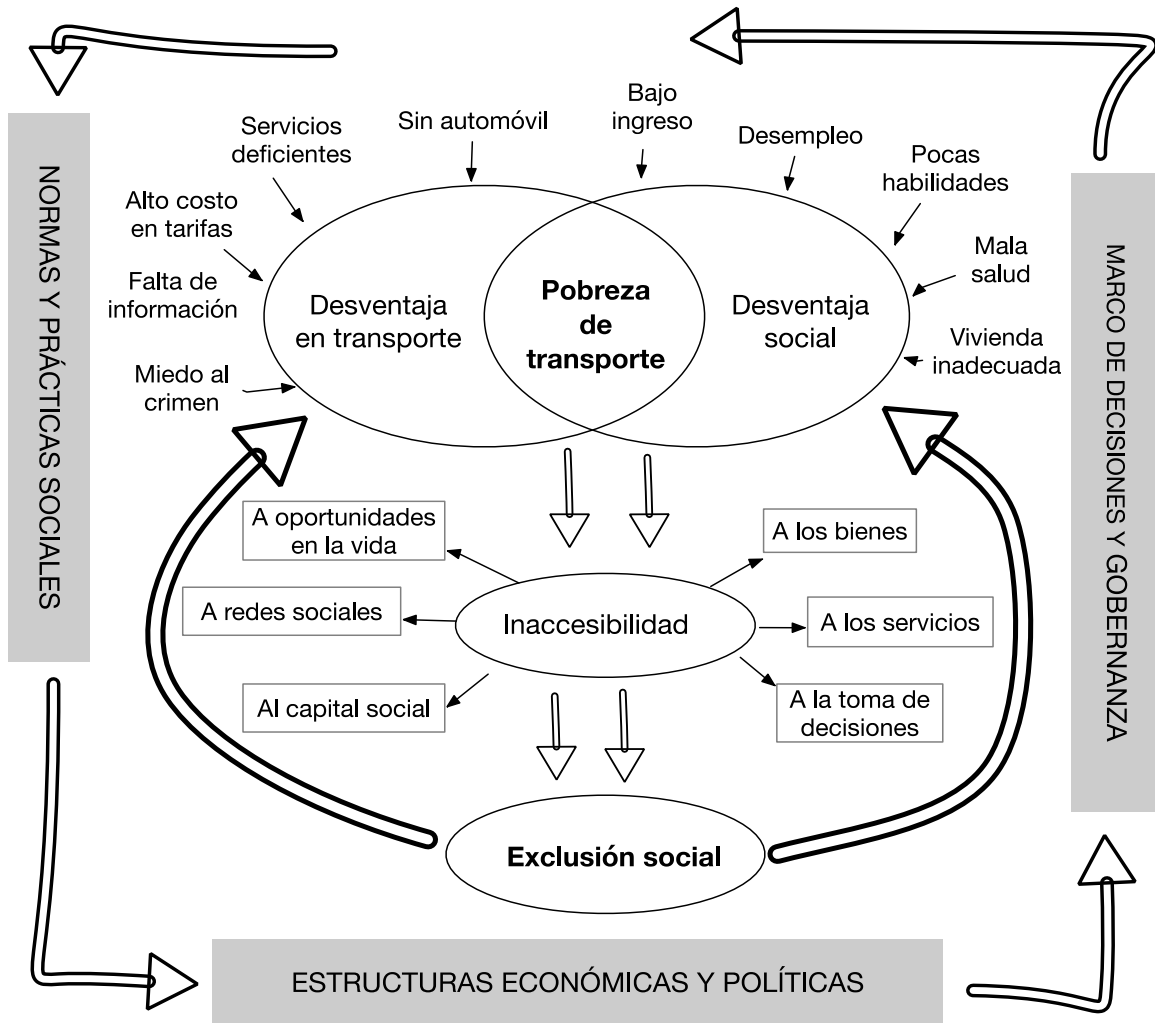 Bajo
ingreso
Sin automóvil
Servicios
deficientes
Desempleo
Pocas
habilidades
Alto costo
en tarifas
Mala
salud
Falta de
información
Desventaja
en transporte
Pobreza
de
transporte
Desventaja
social
Vivienda
inadecuada
Miedo al
crimen
NORMAS Y PRÁCTICAS SOCIALES
MARCO DE DECISIONES Y GOBERNANZA
A oportunidades
en la vida
A los bienes
A redes sociales
Inaccesibilidad
A los servicios
Al capital social
A la toma de
decisiones
Exclusión social
ESTRUCTURAS ECONÓMICAS Y POLÍTICAS